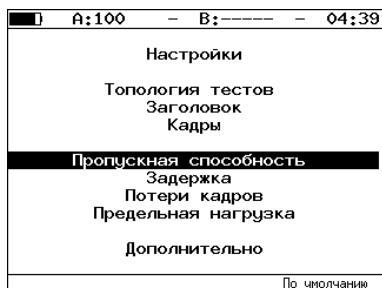 A:100 – B:----- – 04:39
Настройки
Топология тестов
Заголовок
Кадры
Пропускная способность
Задержка
Потери кадров
Предельная нагрузка
Дополнительно
По умолчанию